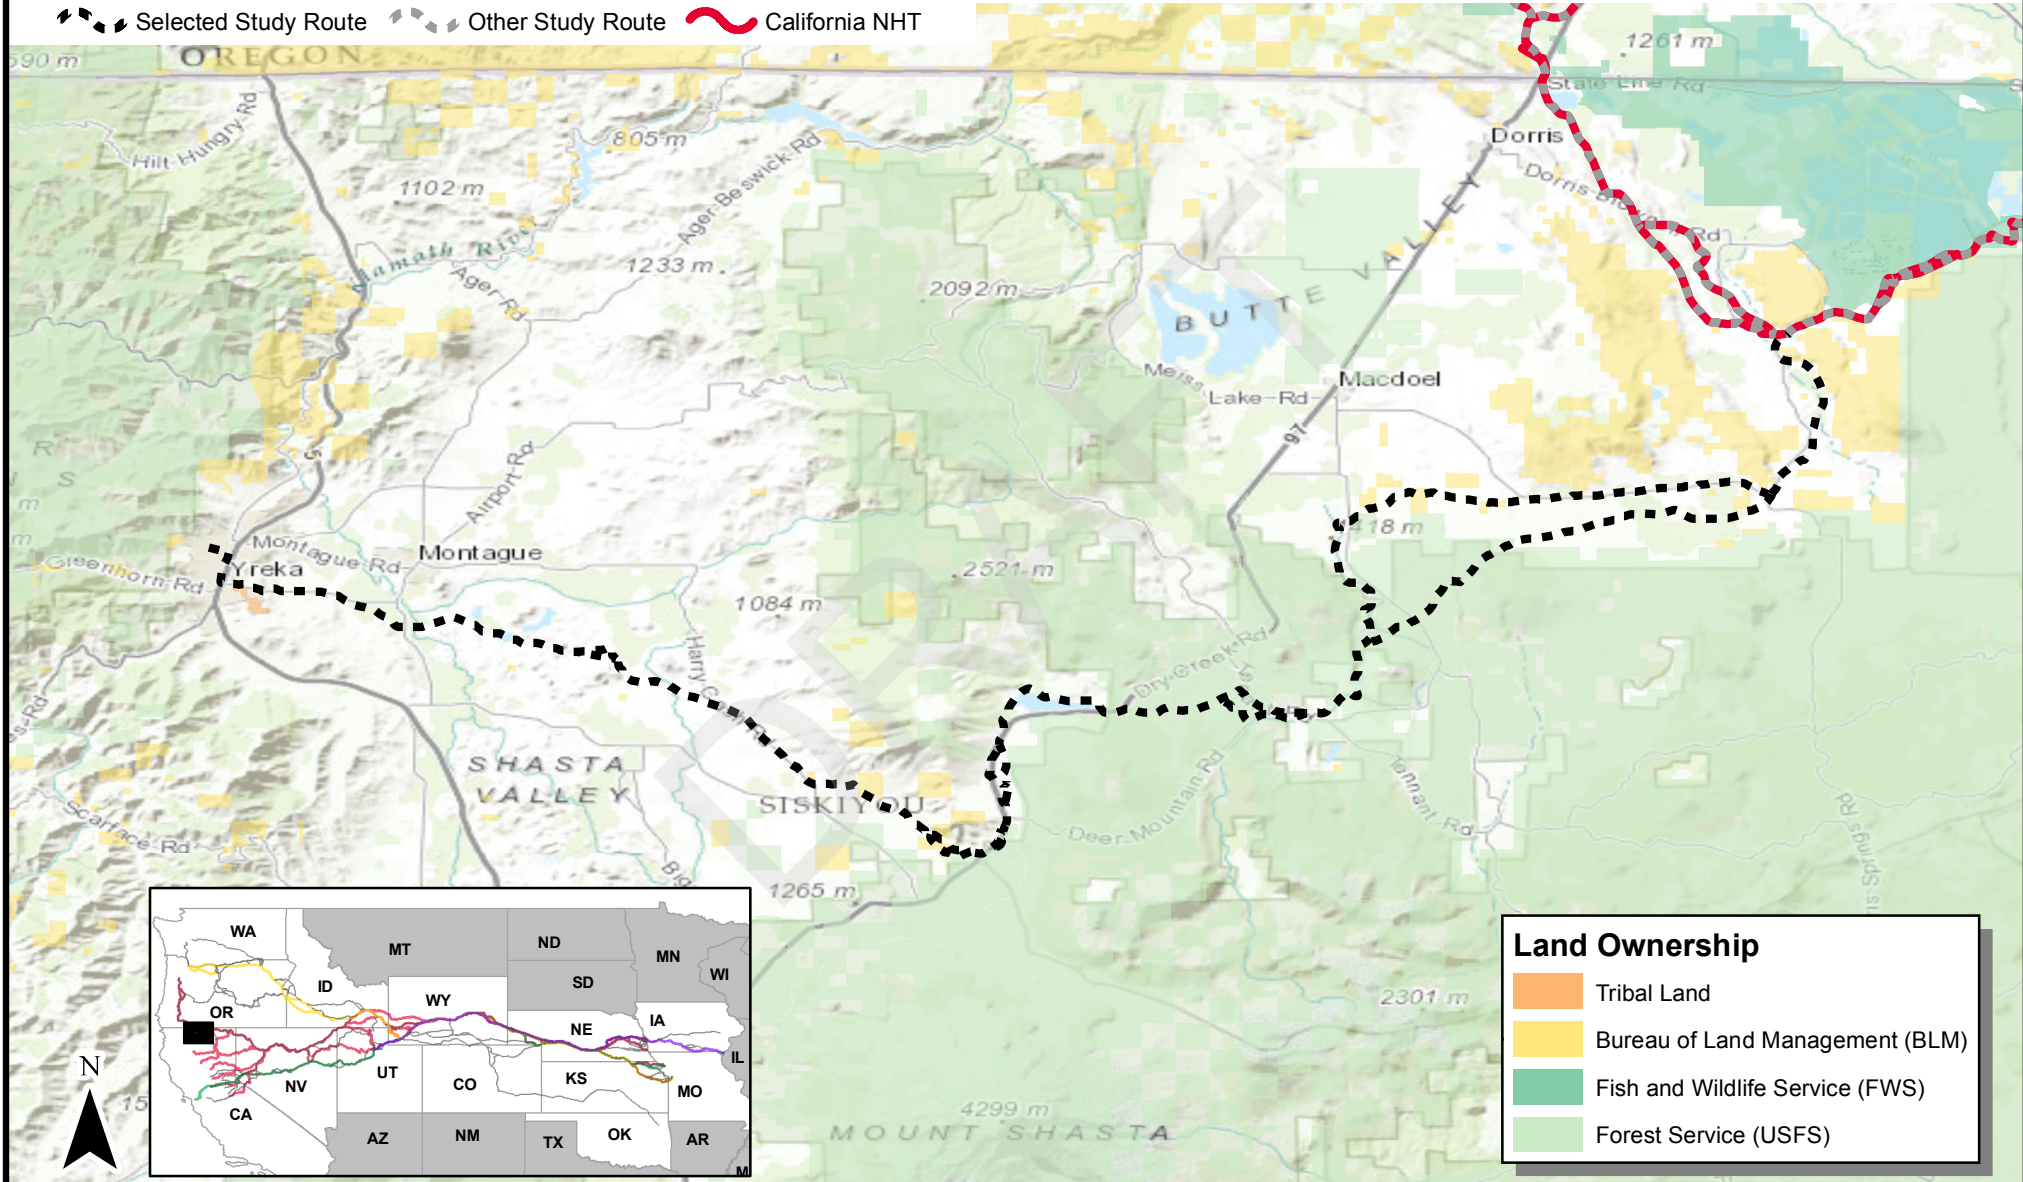 Selected Study Route
Other Study Route
California NHT
OREGON
590 m
1261 m
State Line Rd
Hilt Hungry Rd
805 m
Dorris
1102 m
Ager Beswick Rd
Dorris Brownell Rd
Klamath River
Ager Rd
1233 m
2092 m
BUTTE VALLEY
Meiss Lake Rd
Macdoel
97
5
R
S
m
m
Airport Rd
Montague Rd
Montague
Greenhorn Rd
Yreka
2521 m
1084 m
Harry Cash Rd
Dry Creek Rd
SHASTA
VALLEY
SISKIYOU
Deer Mountain Rd
Tennant Rd
Scarface Rd
1265 m
Big
2301 m
4299 m
MOUNT SHASTA
DRAFT
N
WA
MT
ND
MN
WI
SD
ID
OR
WY
IA
NE
IL
NV
UT
CO
KS
MO
CA
AZ
NM
TX
OK
AR
Land Ownership
Tribal Land
Bureau of Land Management (BLM)
Fish and Wildlife Service (FWS)
Forest Service (USFS)